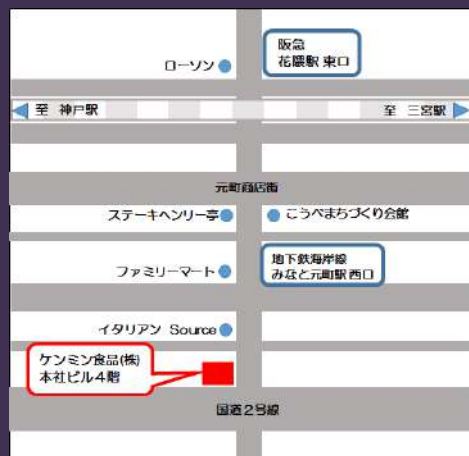 ローソン
阪急
花隈駅 東口
至 神戸駅
至 三宮駅
元町商店街
ステーキヘンリー亭
こうべまちづくり会館
ファミリーマート
地下鉄海岸線
みなと元町駅 西口
イタリアン Source
ケンミン食品(株)
本社ビル4階
国道2号線